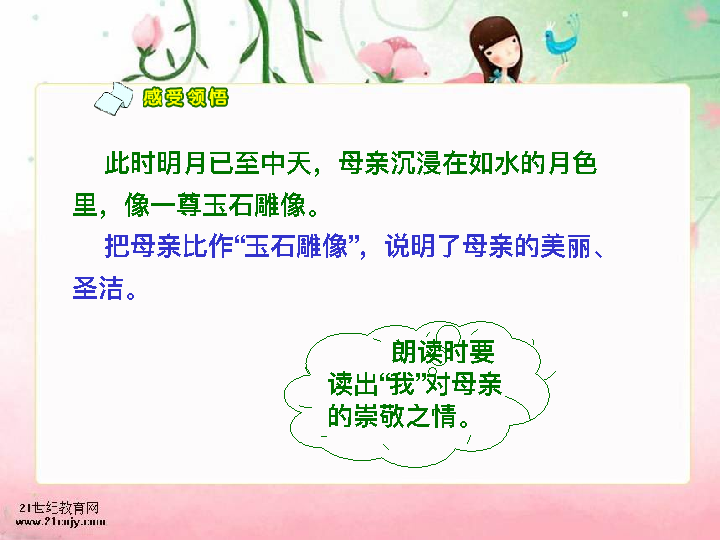 感受领悟
此时明月已至中天，母亲沉浸在如水的月色
里，像一尊玉石雕像。
把母亲比作“玉石雕像”，说明了母亲的美丽、
圣洁。
朗读时要
读出“我”对母亲
的崇敬之情。
21世纪教育网
www.21cnjy.com